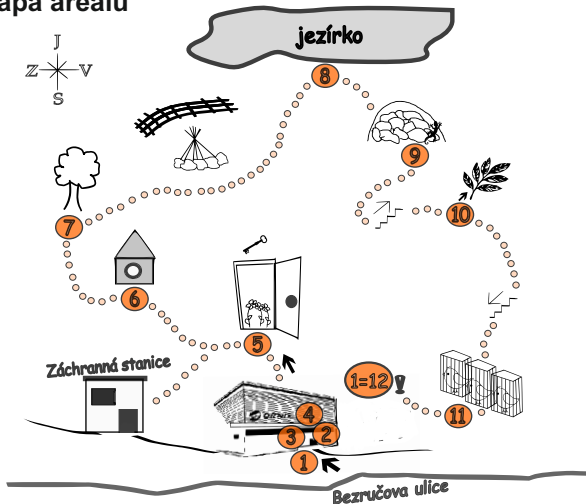 apa areálu
jezírko
J
Z V
S
8
9
10
7
6
5
Záchranná stanice
1=12
4
3 2
11
1
Bezručova ulice